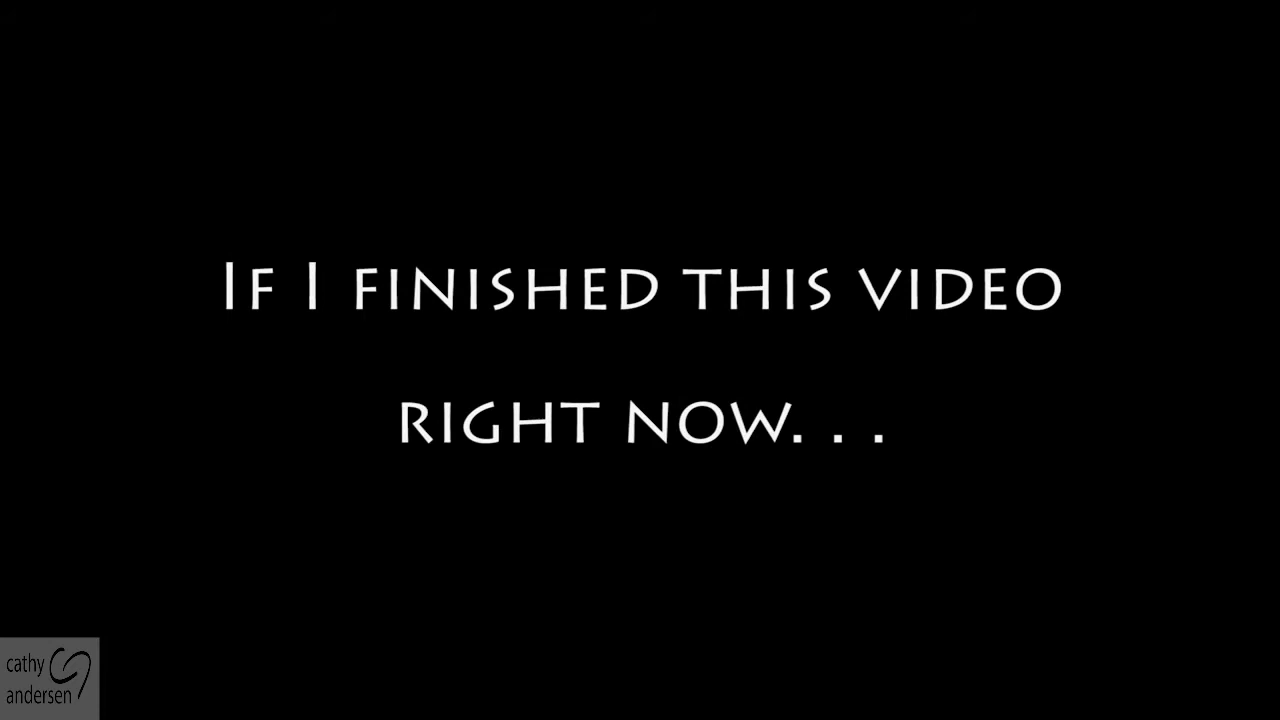 If I finished this video
right now. . .
cathy
andersen